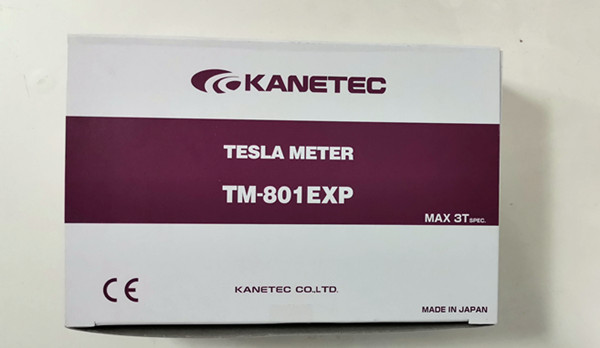 KANETEC
TESLA METER
TM-801EXP
MAX 3T SPEC.
CE
KANETEC CO.,LTD.
MADE IN JAPAN